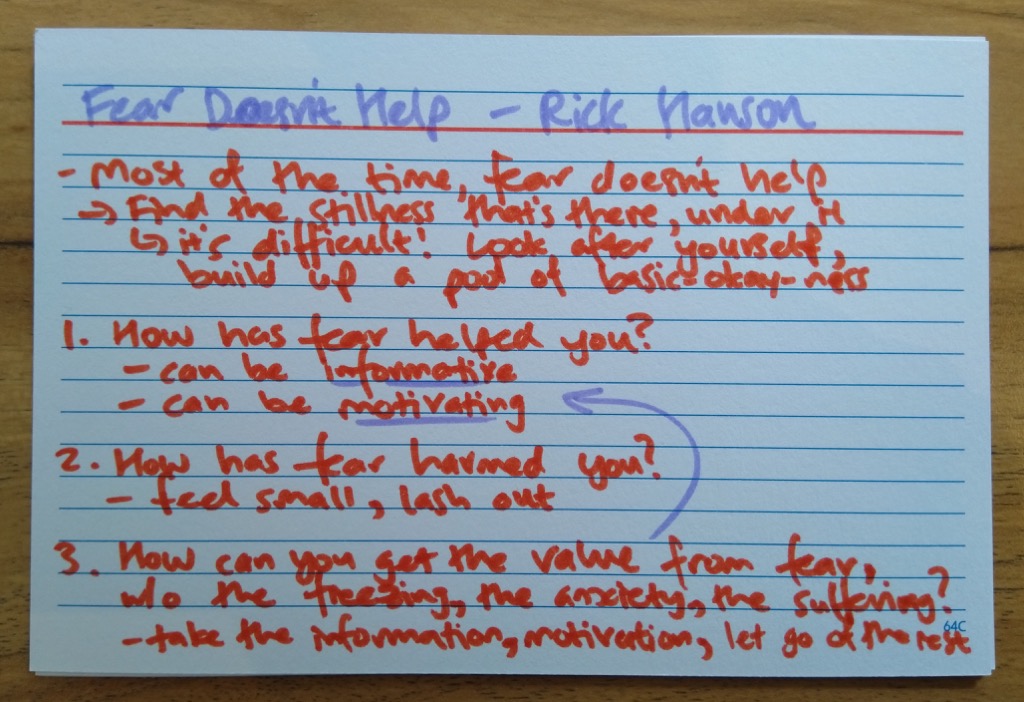 Fear Doesn't Help - Rick Hanson
- Most of the time, fear doesn't help
→ Find the stillness that's there, under it
↳ it's difficult! Look after yourself,
build up a pool of basic-okay-ness
1. How has fear helped you?
- can be informative
- can be motivating
2. How has fear harmed you?
- feel small, lash out
3. How can you get the value from fear,
w/o the freezing, the anxiety, the suffering?
- take the information, motivation, let go of the rest
64C